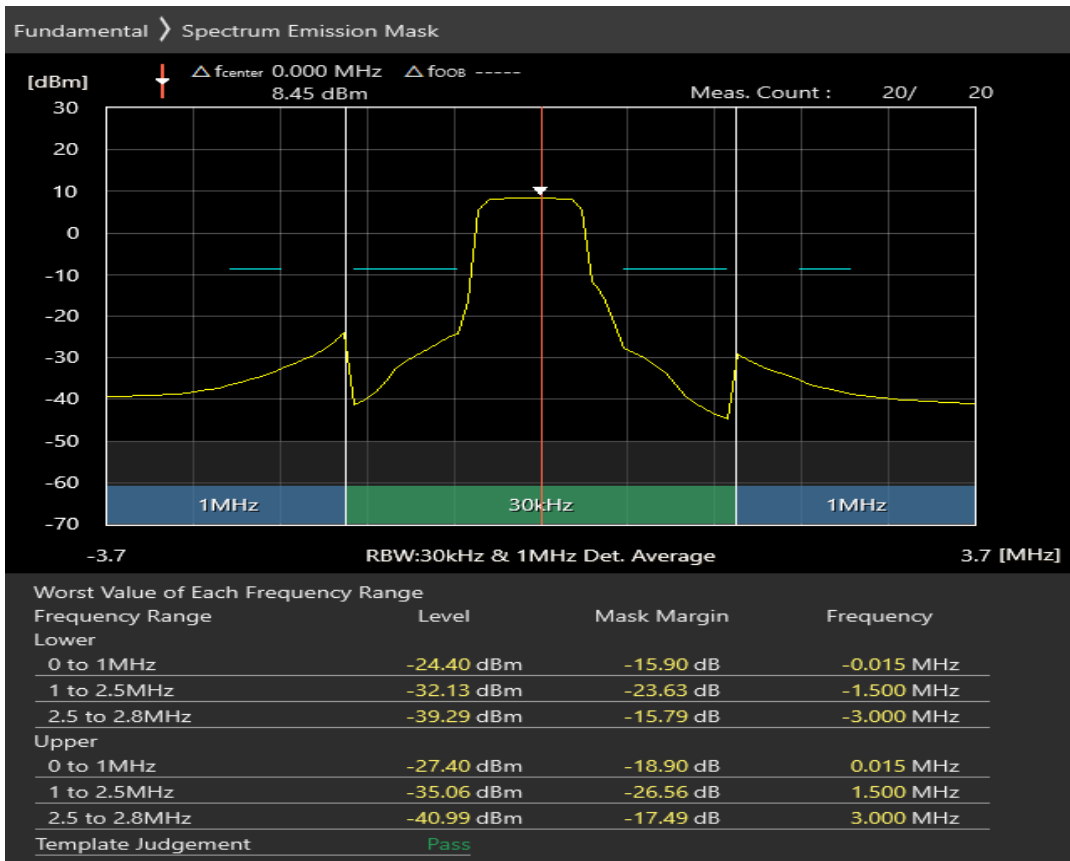 Fundamental 》 Spectrum Emission Mask
[dBm]
△ fcenter 0.000 MHz △ fOOB -----
8.45 dBm
Meas. Count : 20/ 20
30
20
10
0
-10
-20
-30
-40
-50
-60
-70
1MHz 30kHz 1MHz
-3.7 RBW:30kHz & 1MHz Det. Average 3.7 [MHz]
Worst Value of Each Frequency Range
Frequency Range Level Mask Margin Frequency
Lower
0 to 1MHz -24.40 dBm -15.90 dB -0.015 MHz
1 to 2.5MHz -32.13 dBm -23.63 dB -1.500 MHz
2.5 to 2.8MHz -39.29 dBm -15.79 dB -3.000 MHz
Upper
0 to 1MHz -27.40 dBm -18.90 dB 0.015 MHz
1 to 2.5MHz -35.06 dBm -26.56 dB 1.500 MHz
2.5 to 2.8MHz -40.99 dBm -17.49 dB 3.000 MHz
Template Judgement Pass